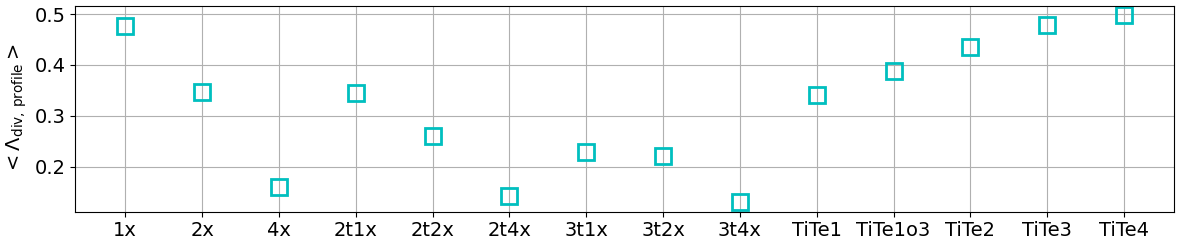 < Λdiv, profile >
0.5
0.4
0.3
0.2
1x 2x 4x 2t1x 2t2x 2t4x 3t1x 3t2x 3t4x TiTe1 TiTe1o3 TiTe2 TiTe3 TiTe4